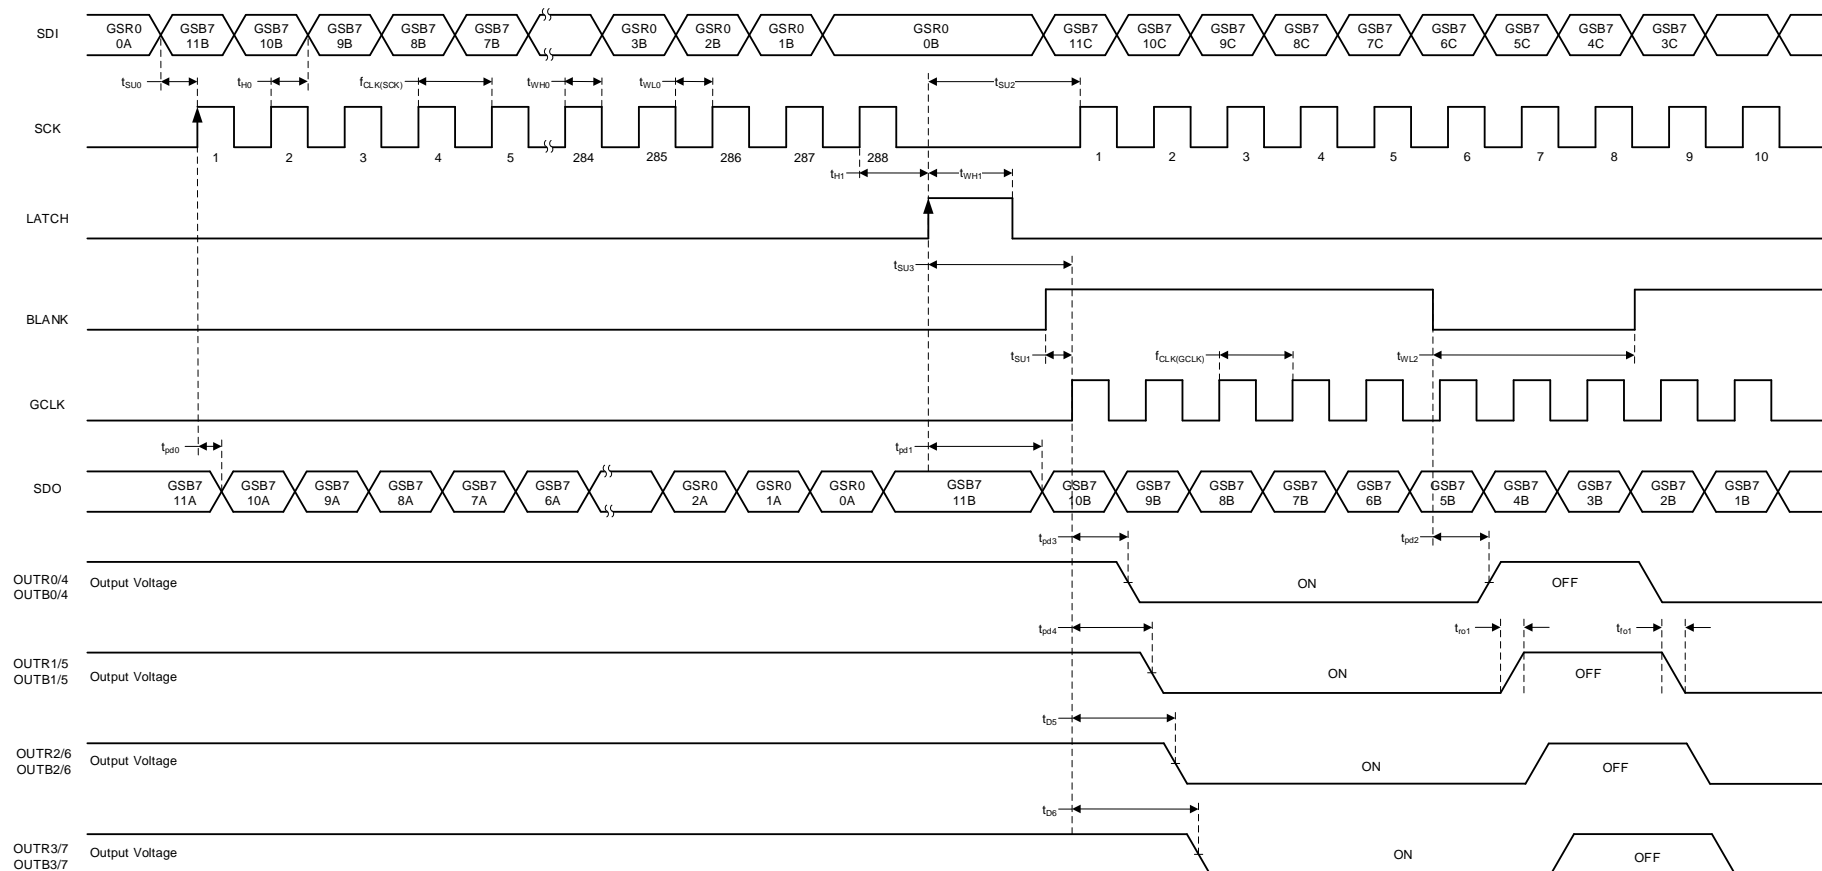 SDI
GSR0 GSB7 GSB7 GSB7 GSB7 GSB7 GSR0 GSR0 GSR0 GSR0 GSB7 GSB7 GSB7 GSB7 GSB7 GSB7 GSB7 GSB7 GSB7
0A 11B 10B 9B 8B 7B 3B 2B 1B 0B 11C 10C 9C 8C 7C 6C 5C 4C 3C
tSU0 tH0 fCLK(SCK) tWH0 tWL0 tSU2
SCK
1 2 3 4 5 284 285 286 287 288 1 2 3 4 5 6 7 8 9 10
tH1 tWH1
LATCH
tSU3
BLANK
tSU1 fCLK(GCLK) tWL2
GCLK
tpd0 tpd1
SDO
GSB7 GSB7 GSB7 GSB7 GSB7 GSB7 GSR0 GSR0 GSR0 GSB7 GSB7 GSB7 GSB7 GSB7 GSB7 GSB7 GSB7 GSB7 GSB7 GSB7
11A 10A 9A 8A 7A 6A 2A 1A 0A 11B 10B 9B 8B 7B 6B 5B 4B 3B 2B 1B
tpd3 tpd2
OUTR0/4
OUTB0/4
Output Voltage ON OFF
tpd4 tro1 tfo1
OUTR1/5
OUTB1/5
Output Voltage ON OFF
tD5
OUTR2/6
OUTB2/6
Output Voltage ON OFF
tD6
OUTR3/7
OUTB3/7
Output Voltage ON OFF